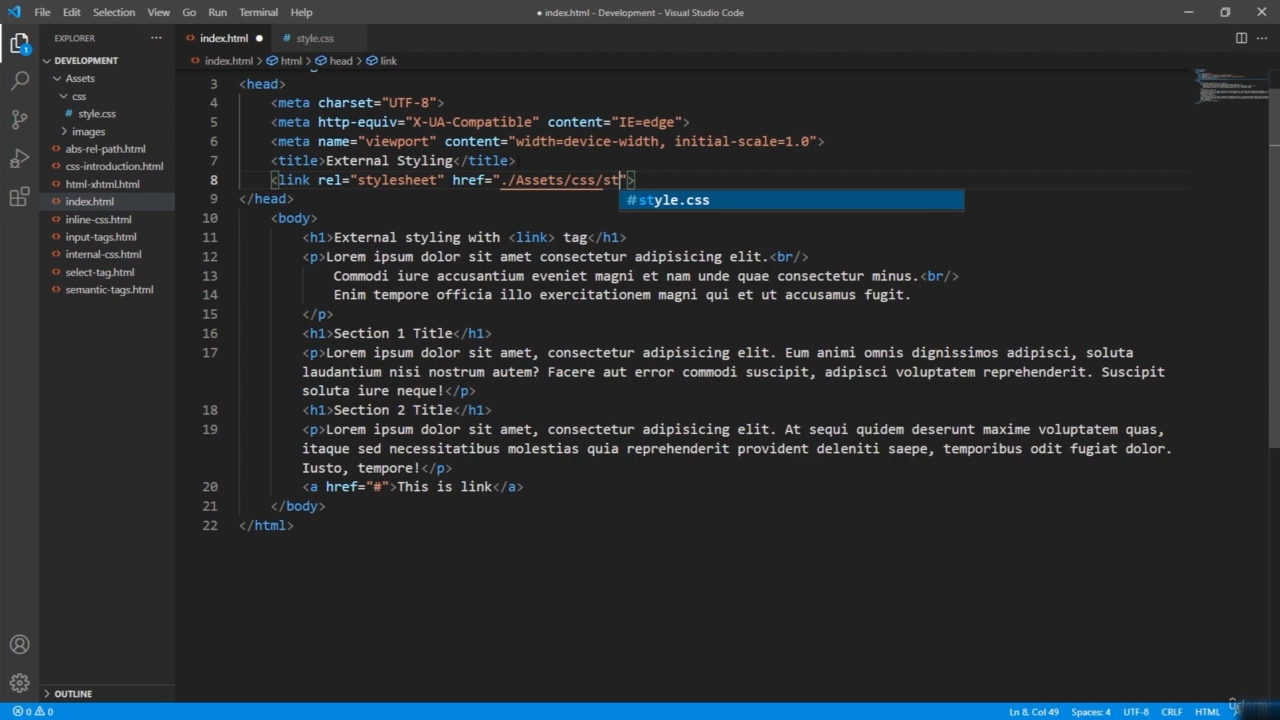 File Edit Selection View Go Run Terminal Help
● index.html - Development - Visual Studio Code
EXPLORER
index.html ●
style.css
DEVELOPMENT
index.html > html > head > link
Assets
css
style.css
images
abs-rel-path.html
css-introduction.html
html-xhtml.html
index.html
inline-css.html
input-tags.html
internal-css.html
select-tag.html
semantic-tags.html
OUTLINE
3 <head>
4 <meta charset="UTF-8">
5 <meta http-equiv="X-UA-Compatible" content="IE=edge">
6 <meta name="viewport" content="width=device-width, initial-scale=1.0">
7 <title>External Styling</title>
8 <link rel="stylesheet" href="./Assets/css/st">
style.css
9 </head>
10 <body>
11 <h1>External styling with <link> tag</h1>
12 <p>Lorem ipsum dolor sit amet consectetur adipisicing elit.<br/>
13 Commodi iure accusantium eveniet magni et nam unde quae consectetur minus.<br/>
14 Enim tempore officia illo exercitationem magni qui et ut accusamus fugit.
15 </p>
16 <h1>Section 1 Title</h1>
17 <p>Lorem ipsum dolor sit amet, consectetur adipisicing elit. Eum animi omnis dignissimos adipisci, soluta
laudantium nisi nostrum autem? Facere aut error commodi suscipit, adipisci voluptatem reprehenderit. Suscipit
soluta iure neque!</p>
18 <h1>Section 2 Title</h1>
19 <p>Lorem ipsum dolor sit amet, consectetur adipisicing elit. At sequi quidem deserunt maxime voluptatem quas,
itaque sed necessitatibus molestias quia reprehenderit provident deleniti saepe, temporibus odit fugiat dolor.
Iusto, tempore!</p>
20 <a href="#">This is link</a>
21 </body>
22 </html>
0 0
Ln 8, Col 49 Spaces: 4 UTF-8 CRLF HTML